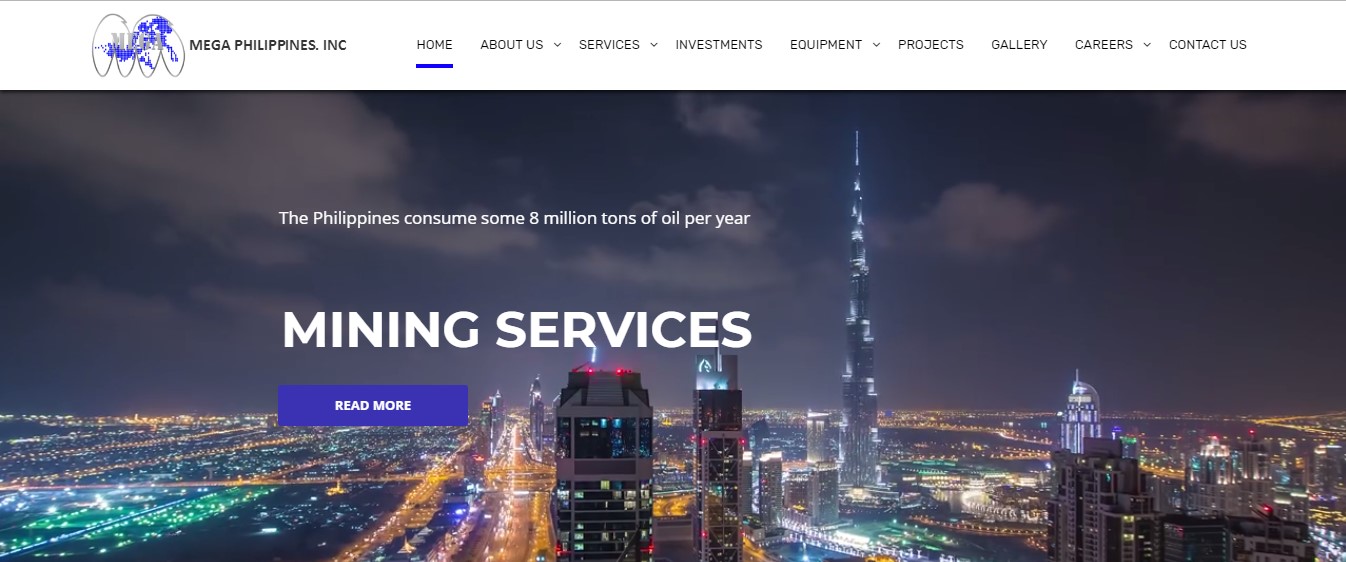 MEGA
MEGA PHILIPPINES. INC
HOME ABOUT US SERVICES INVESTMENTS EQUIPMENT PROJECTS GALLERY CAREERS CONTACT US
The Philippines consume some 8 million tons of oil per year
MINING SERVICES
READ MORE